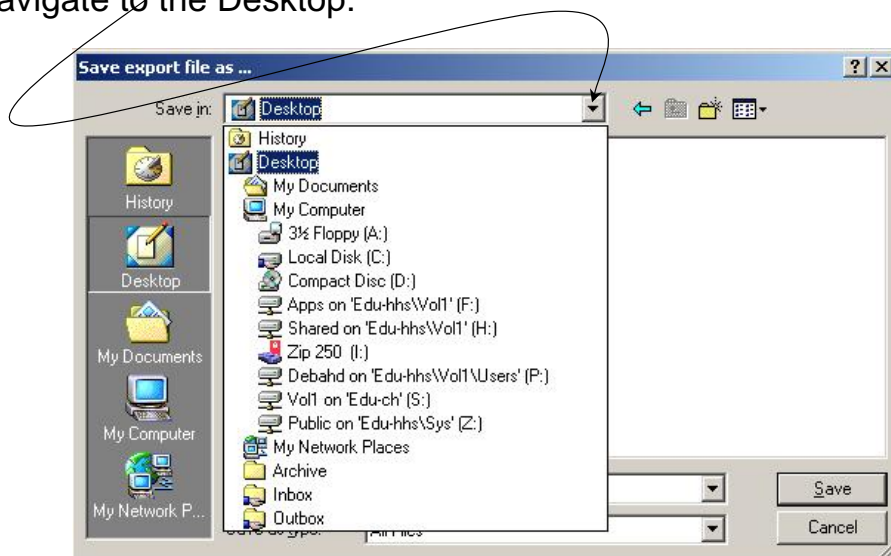 avigate to the Desktop.
Save export file as ...
Save in:
Desktop
History
Desktop
My Documents
My Computer
3½ Floppy (A:)
Local Disk (C:)
Compact Disc (D:)
Apps on 'Edu-hhs\Vol1' (F:)
Shared on 'Edu-hhs\Vol1' (H:)
Zip 250 (I:)
Debahd on 'Edu-hhs\Vol1\Users' (P:)
Vol1 on 'Edu-ch' (S:)
Public on 'Edu-hhs\Sys' (Z:)
My Network Places
Archive
Inbox
Outbox
History
Desktop
My Documents
My Computer
My Network P...
Save
Cancel